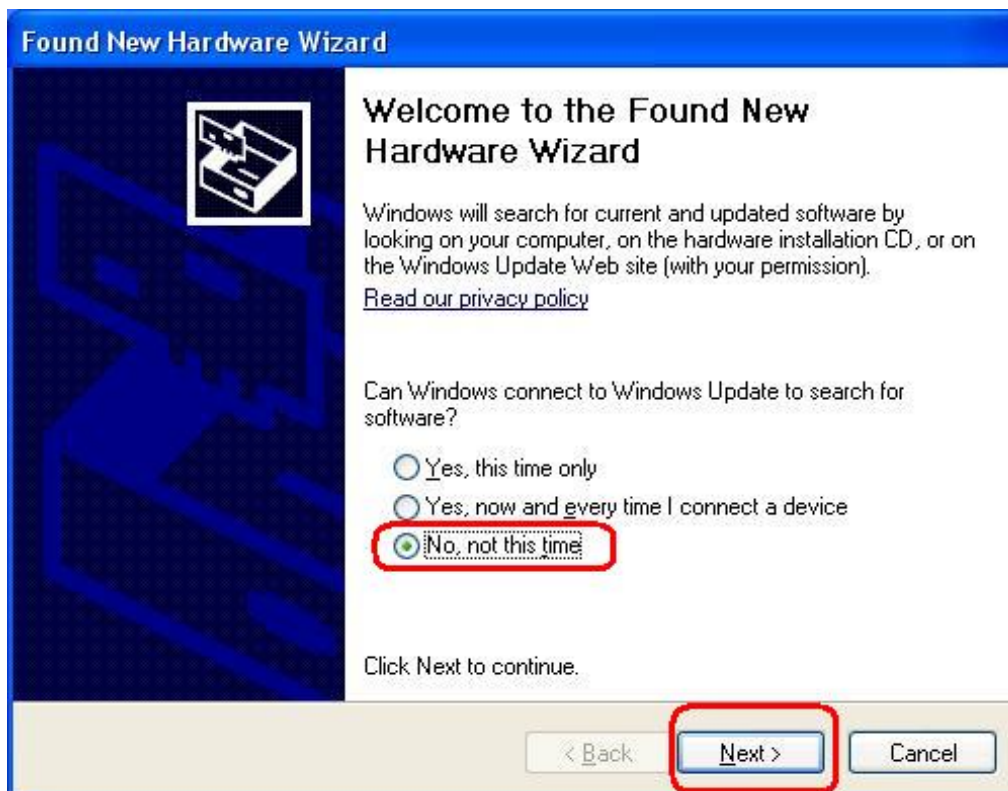 Found New Hardware Wizard
Welcome to the Found New
Hardware Wizard
Windows will search for current and updated software by
looking on your computer, on the hardware installation CD, or on
the Windows Update Web site (with your permission).
Read our privacy policy
Can Windows connect to Windows Update to search for
software?
Yes, this time only
Yes, now and every time I connect a device
No, not this time
Click Next to continue.
< Back
Next >
Cancel